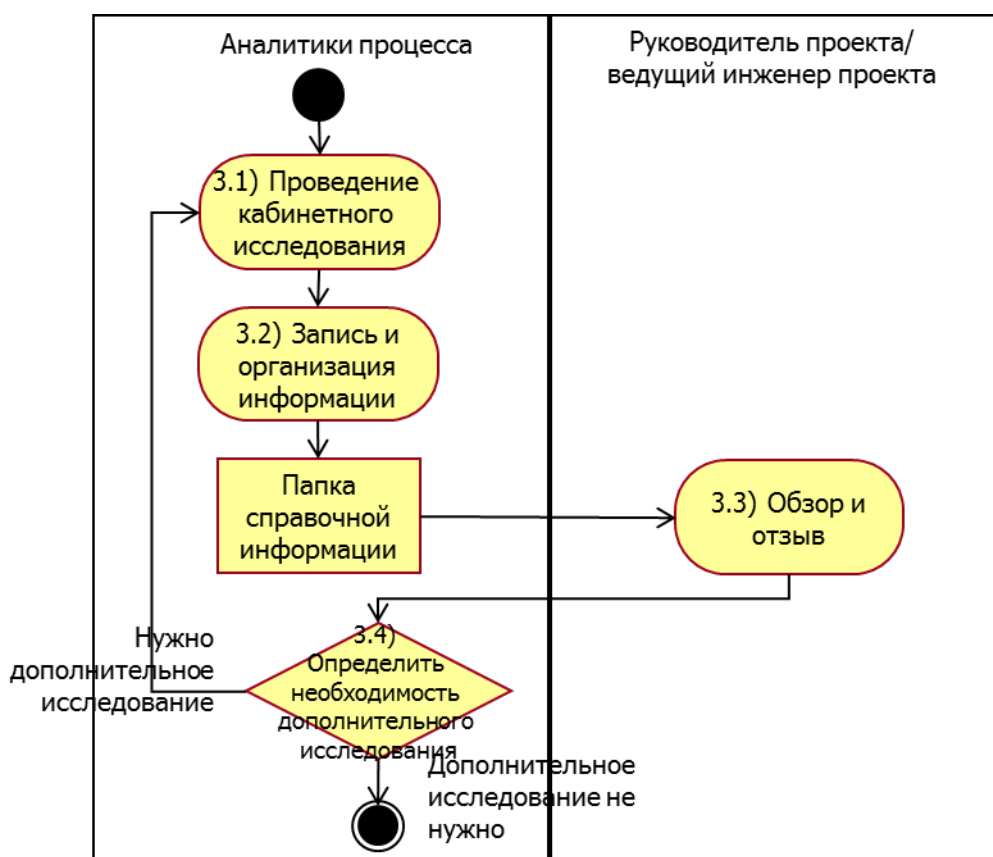 Аналитики процесса
Руководитель проекта/
ведущий инженер проекта
3.1) Проведение
кабинетного
исследования
3.2) Запись и
организация
информации
Папка
справочной
информации
3.3) Обзор и
отзыв
3.4)
Определить
необходимость
дополнительного
исследования
Нужно
дополнительное
исследование
Дополнительное
исследование не
нужно